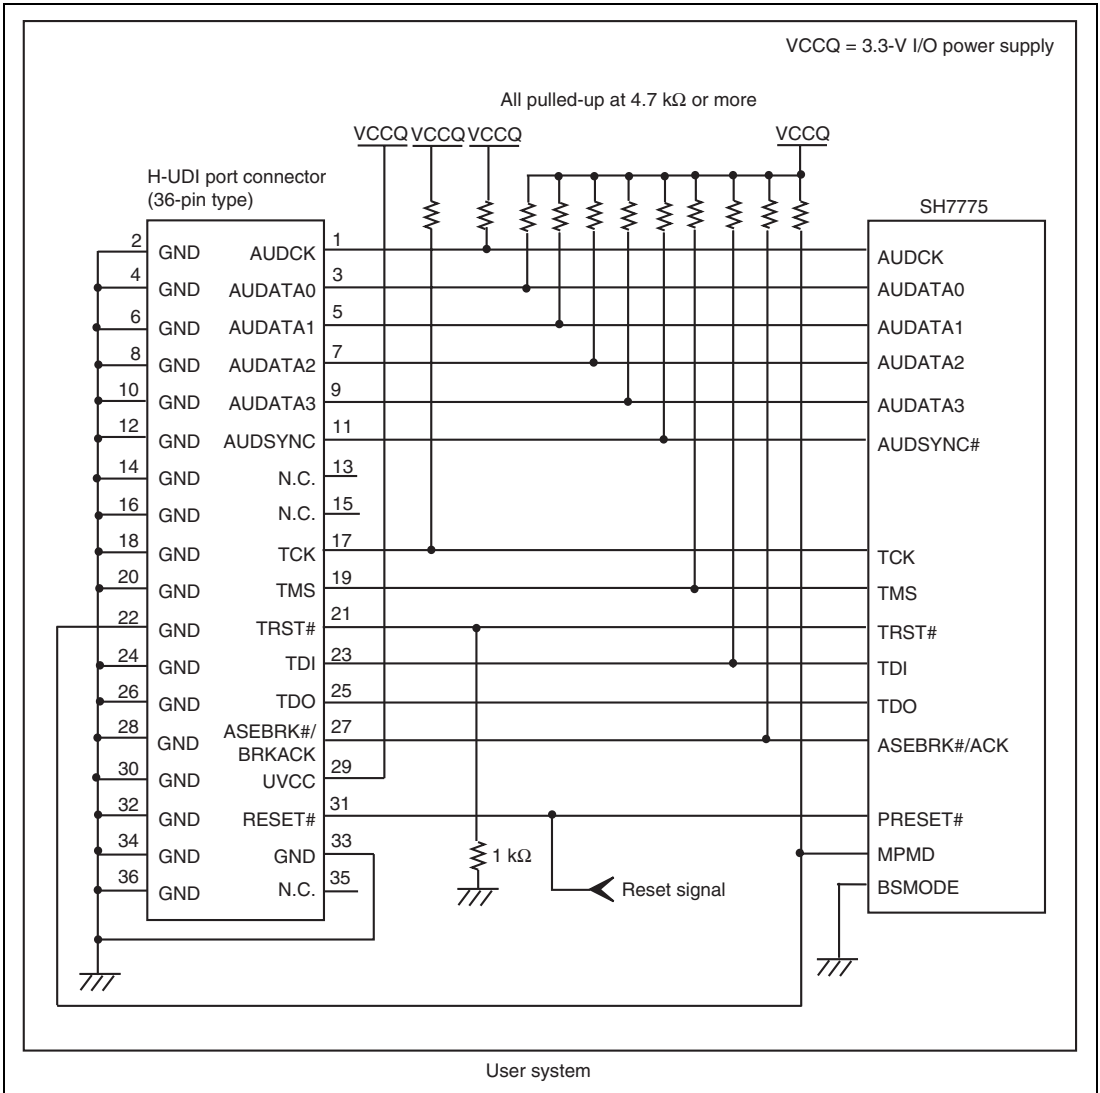 VCCQ = 3.3-V I/O power supply
All pulled-up at 4.7 kΩ or more
VCCQ VCCQ VCCQ VCCQ
H-UDI port connector
(36-pin type)
SH7775
2 GND AUDCK 1 AUDCK
4 GND AUDATA0 3 AUDATA0
6 GND AUDATA1 5 AUDATA1
8 GND AUDATA2 7 AUDATA2
10 GND AUDATA3 9 AUDATA3
12 GND AUDSYNC 11 AUDSYNC#
14 GND N.C. 13
16 GND N.C. 15
18 GND TCK 17 TCK
20 GND TMS 19 TMS
22 GND TRST# 21 TRST#
24 GND TDI 23 TDI
26 GND TDO 25 TDO
28 GND ASEBRK#/ 27 ASEBRK#/ACK
BRKACK
30 GND UVCC 29
32 GND RESET# 31 PRESET#
34 GND GND 33 1 kΩ MPMD
36 GND N.C. 35 Reset signal BSMODE
User system